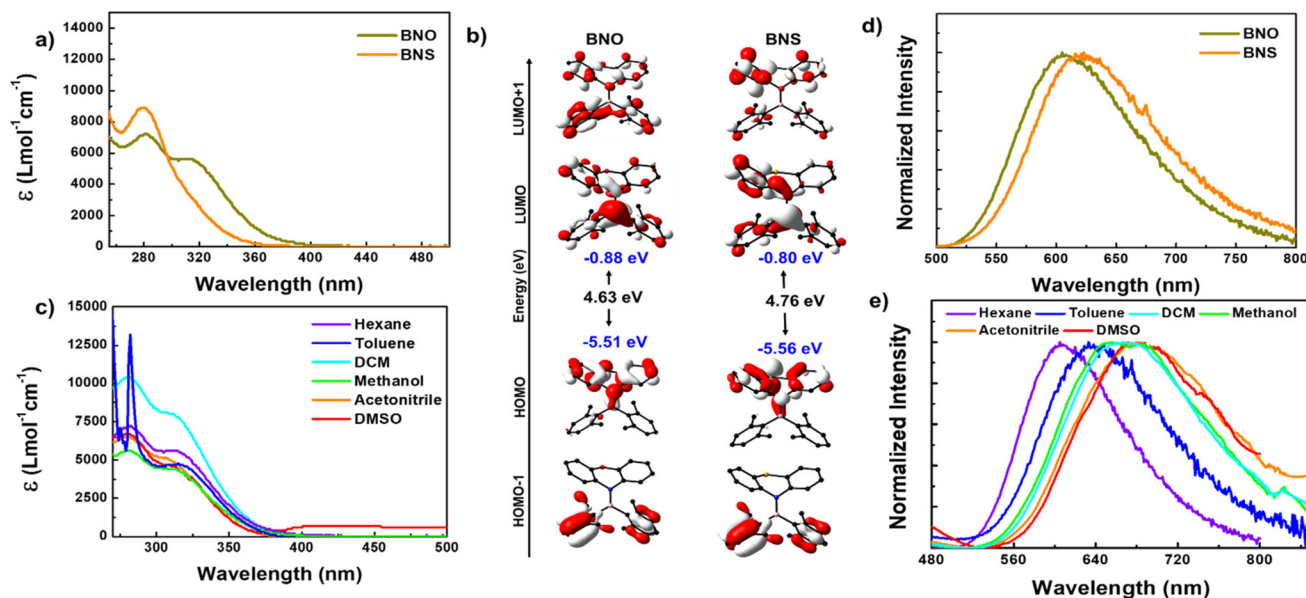 a)
ε (Lmol⁻¹cm⁻¹)
14000
12000
10000
8000
6000
4000
2000
0
280 320 360 400 440 480
Wavelength (nm)
BNO
BNS
b)
BNO BNS
Energy (eV)
LUMO+1
LUMO
-0.88 eV -0.80 eV
4.63 eV 4.76 eV
-5.51 eV -5.56 eV
HOMO
HOMO-1
c)
ε (Lmol⁻¹cm⁻¹)
15000
12500
10000
7500
5000
2500
0
300 350 400 450 500
Wavelength (nm)
Hexane
Toluene
DCM
Methanol
Acetonitrile
DMSO
d)
Normalized Intensity
500 550 600 650 700 750 800
Wavelength (nm)
BNO
BNS
e)
Normalized Intensity
Hexane Toluene DCM Methanol
Acetonitrile DMSO
480 560 640 720 800
Wavelength (nm)